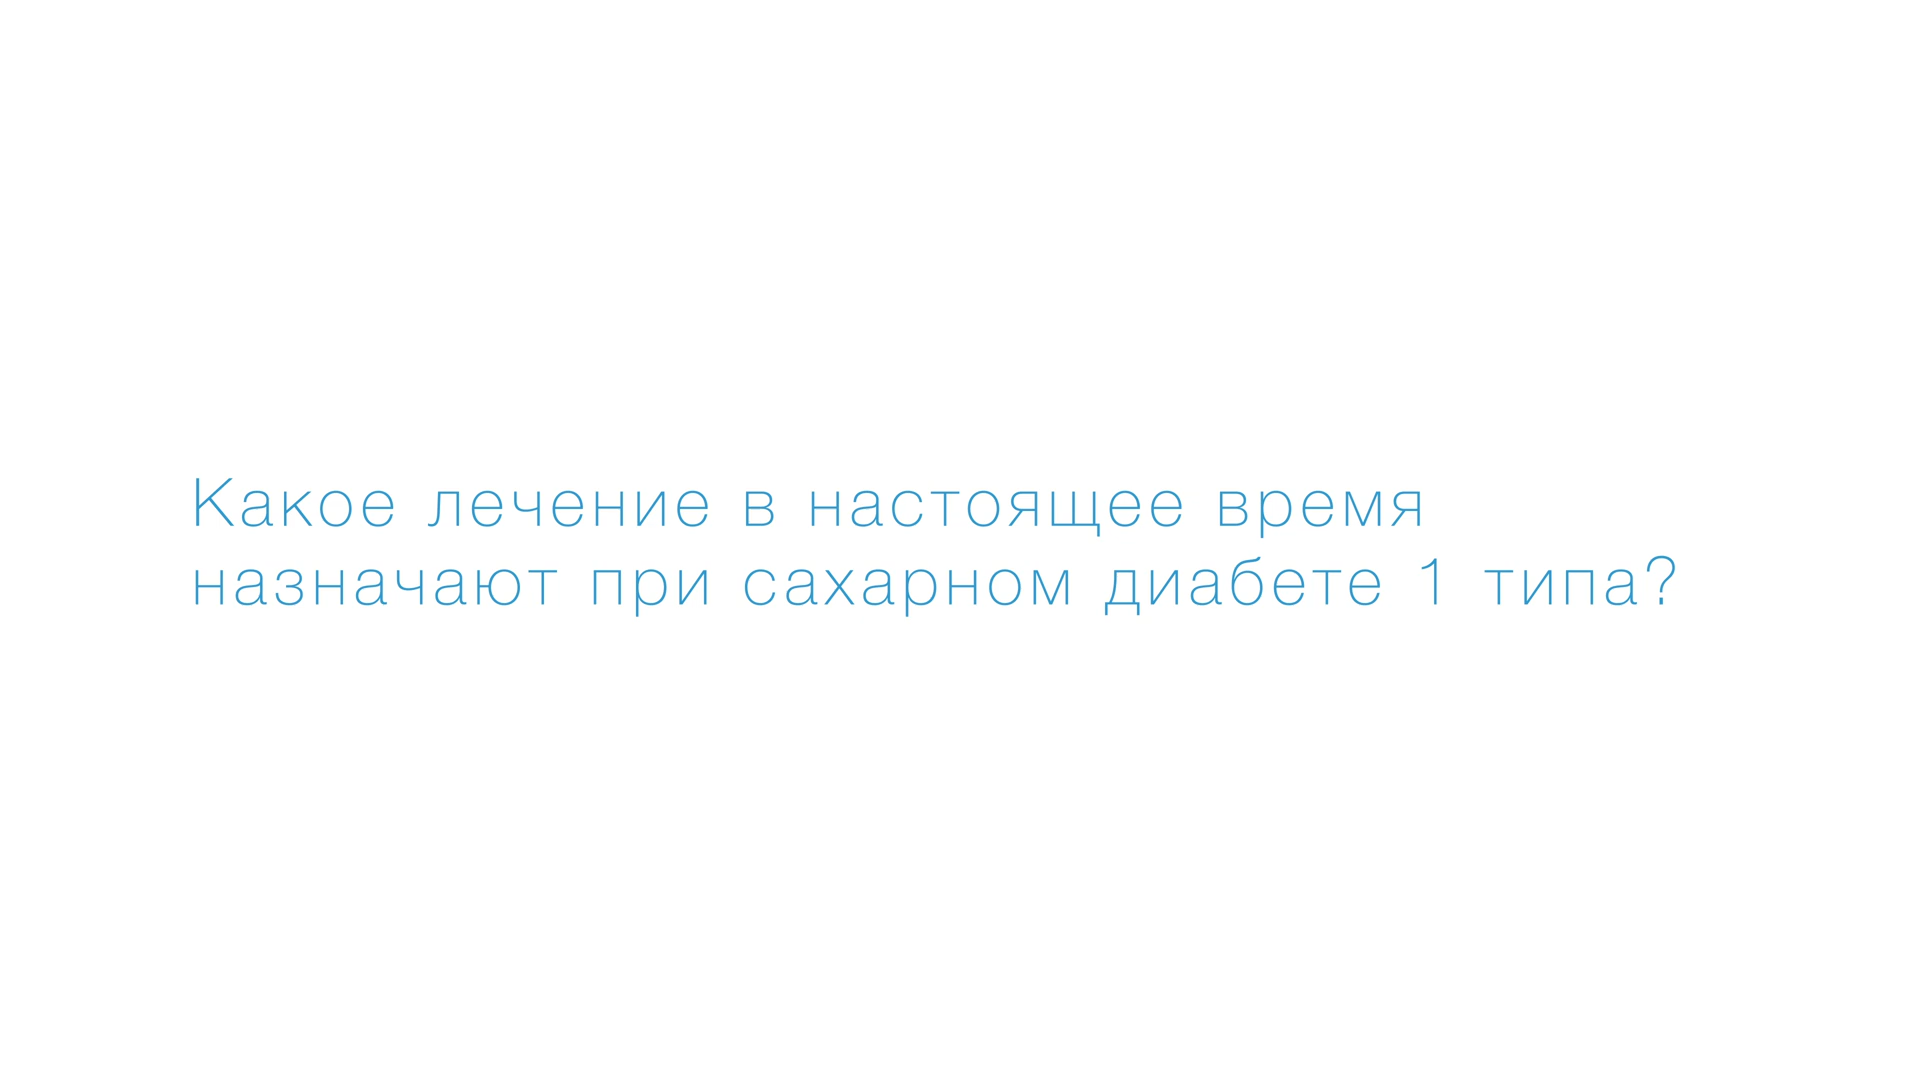 Какое лечение в настоящее время
назначают при сахарном диабете 1 типа?